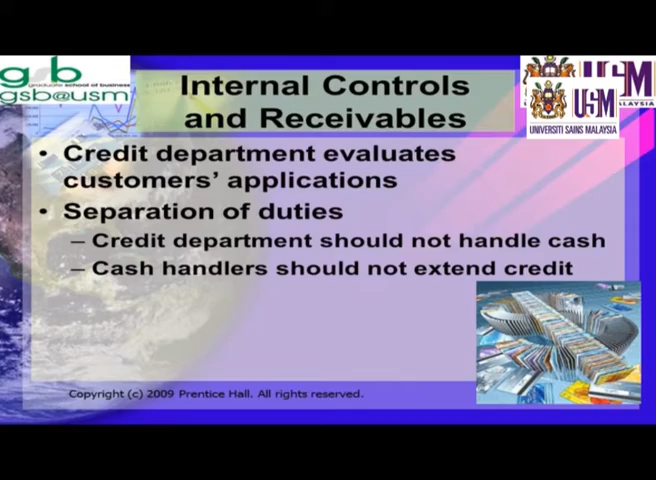 gsb
graduate school of business
gsb@usm
Internal Controls
and Receivables
USM
UNIVERSITI SAINS MALAYSIA
• Credit department evaluates
customers’ applications
• Separation of duties
– Credit department should not handle cash
– Cash handlers should not extend credit
Copyright (c) 2009 Prentice Hall. All rights reserved.